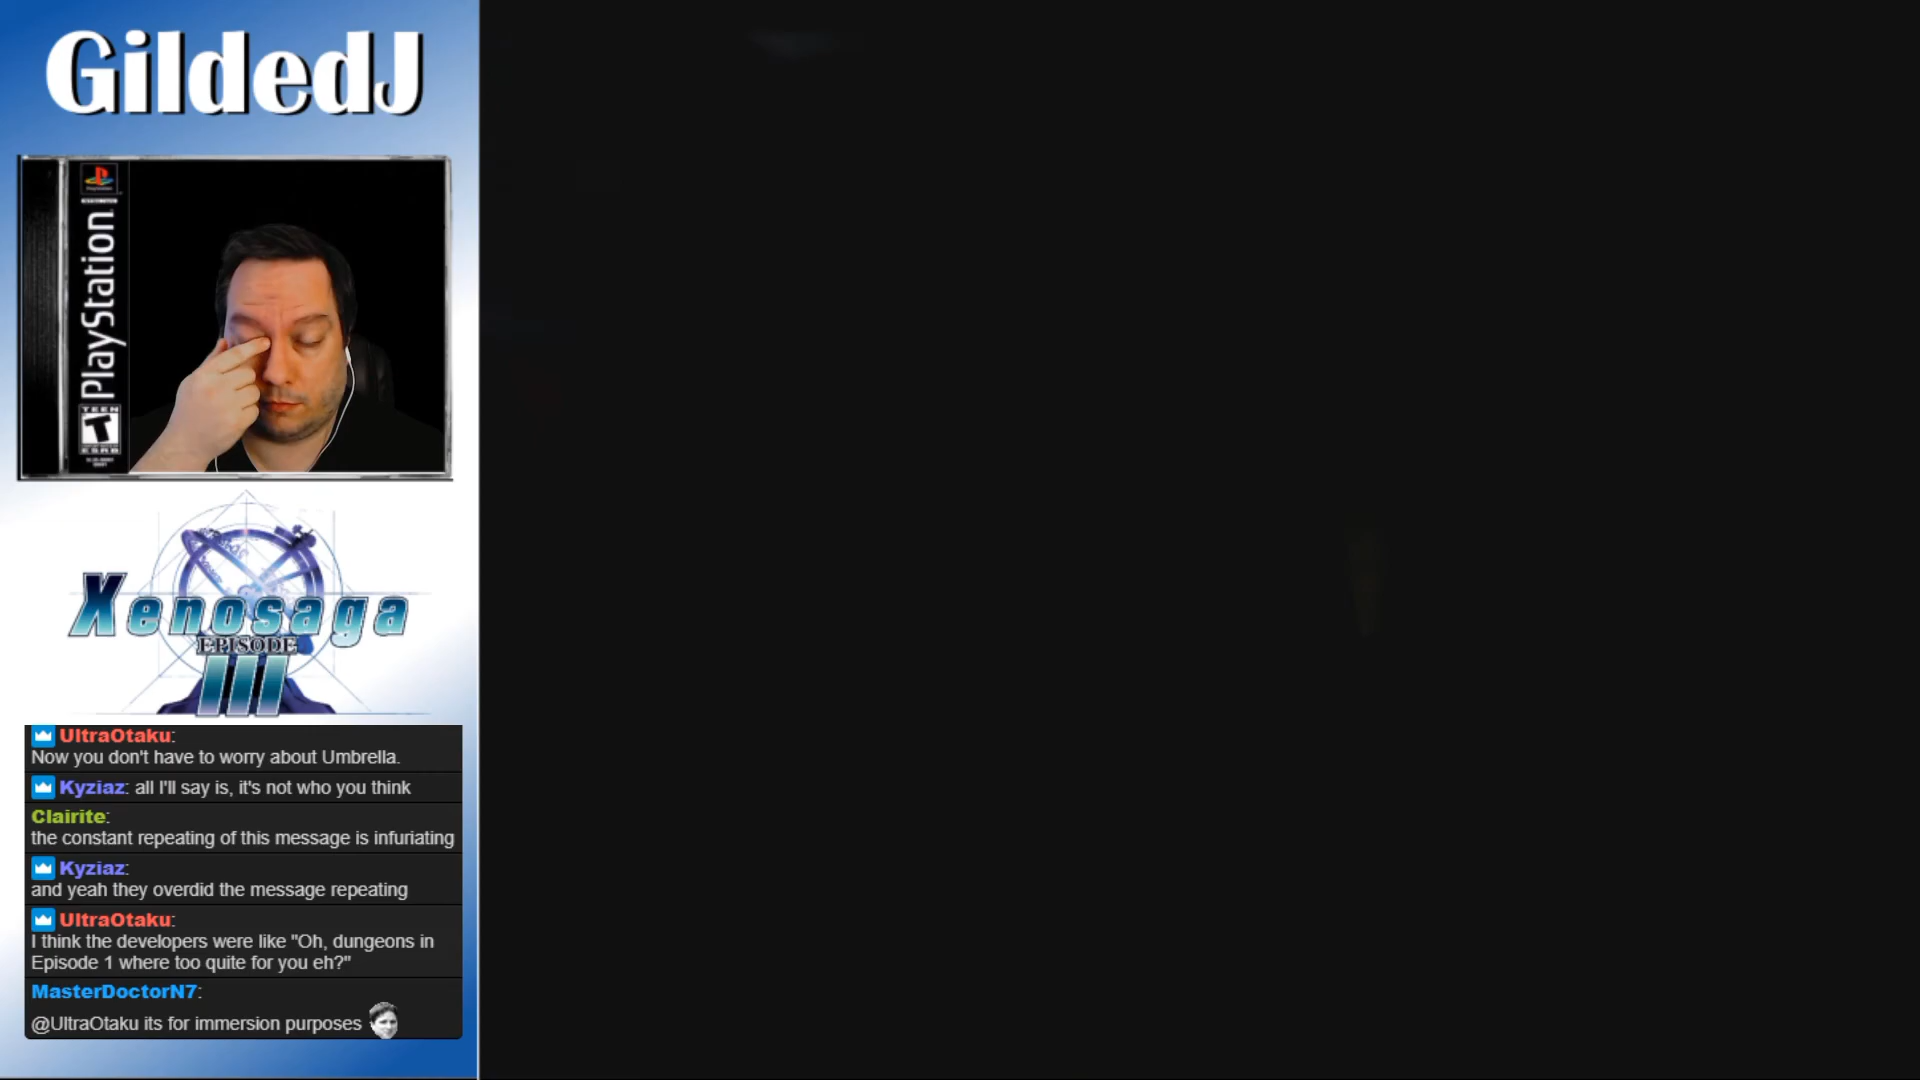 GildedJ
PlayStation
TEEN
T
ESRB
Xenosaga
EPISODE
III
UltraOtaku:
Now you don't have to worry about Umbrella.
Kyziaz: all I'll say is, it's not who you think
Clairite:
the constant repeating of this message is infuriating
Kyziaz:
and yeah they overdid the message repeating
UltraOtaku:
I think the developers were like "Oh, dungeons in
Episode 1 where too quite for you eh?"
MasterDoctorN7:
@UltraOtaku its for immersion purposes